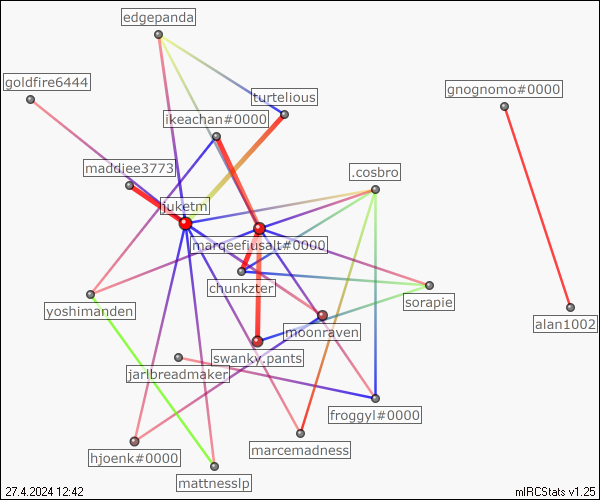 edgepanda
goldfire6444
gnognomo#0000
turtelious
ikeachan#0000
maddiee3773
.cosbro
juketm
marqeefiusalt#0000
chunkzter
sorapie
yoshimanden
alan1002
moonraven
swanky.pants
jarlbreadmaker
froggyl#0000
marcemadness
hjoenk#0000
mattnesslp
27.4.2024 12:42
mIRCStats v1.25